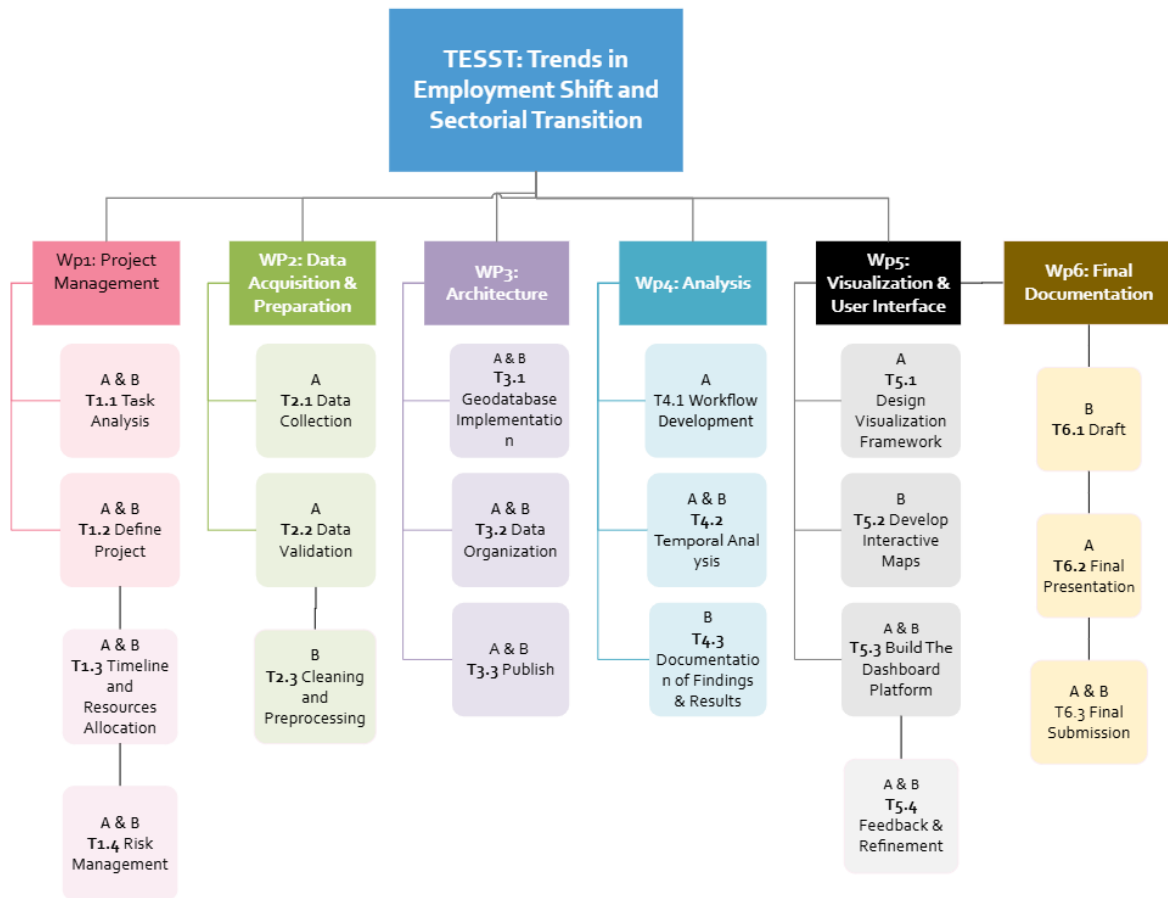 TESST: Trends in
Employment Shift and
Sectorial Transition
Wp1: Project
Management
A & B
T1.1 Task
Analysis
A & B
T1.2 Define
Project
A & B
T1.3 Timeline
and
Resources
Allocation
A & B
T1.4 Risk
Management
WP2: Data
Acquisition &
Preparation
A
T2.1 Data
Collection
A
T2.2 Data
Validation
B
T2.3 Cleaning
and
Preprocessing
WP3:
Architecture
A & B
T3.1
Geodatabase
Implementatio
n
A & B
T3.2 Data
Organization
A & B
T3.3 Publish
Wp4: Analysis
A
T4.1 Workflow
Development
A & B
T4.2
Temporal Anal
ysis
B
T4.3
Documentatio
n of Findings
& Results
Wp5:
Visualization &
User Interface
A
T5.1
Design
Visualization
Framework
B
T5.2 Develop
Interactive
Maps
A & B
T5.3 Build The
Dashboard
Platform
A & B
T5.4
Feedback &
Refinement
Wp6: Final
Documentation
B
T6.1 Draft
A
T6.2 Final
Presentation
A & B
T6.3 Final
Submission